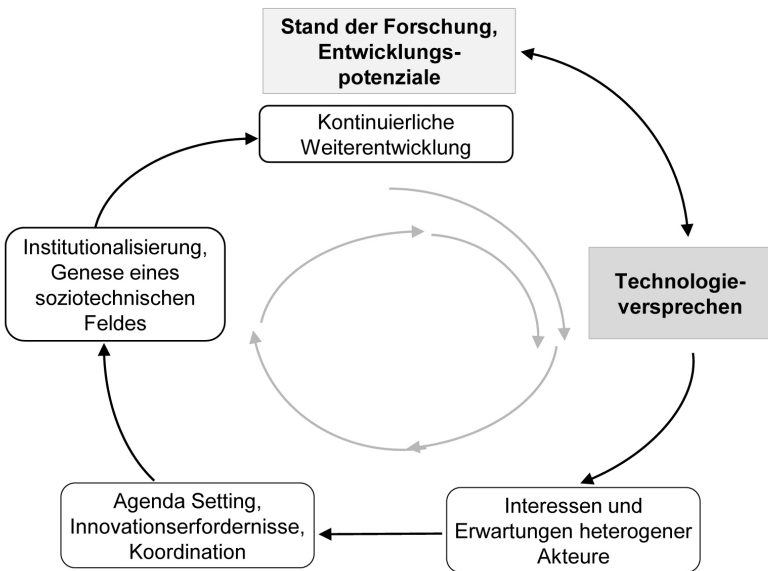 Stand der Forschung,
Entwicklungs-
potenziale
Kontinuierliche
Weiterentwicklung
Technologie-
versprechen
Interessen und
Erwartungen heterogener
Akteure
Agenda Setting,
Innovationserfordernisse,
Koordination
Institutionalisierung,
Genese eines
soziotechnischen
Feldes